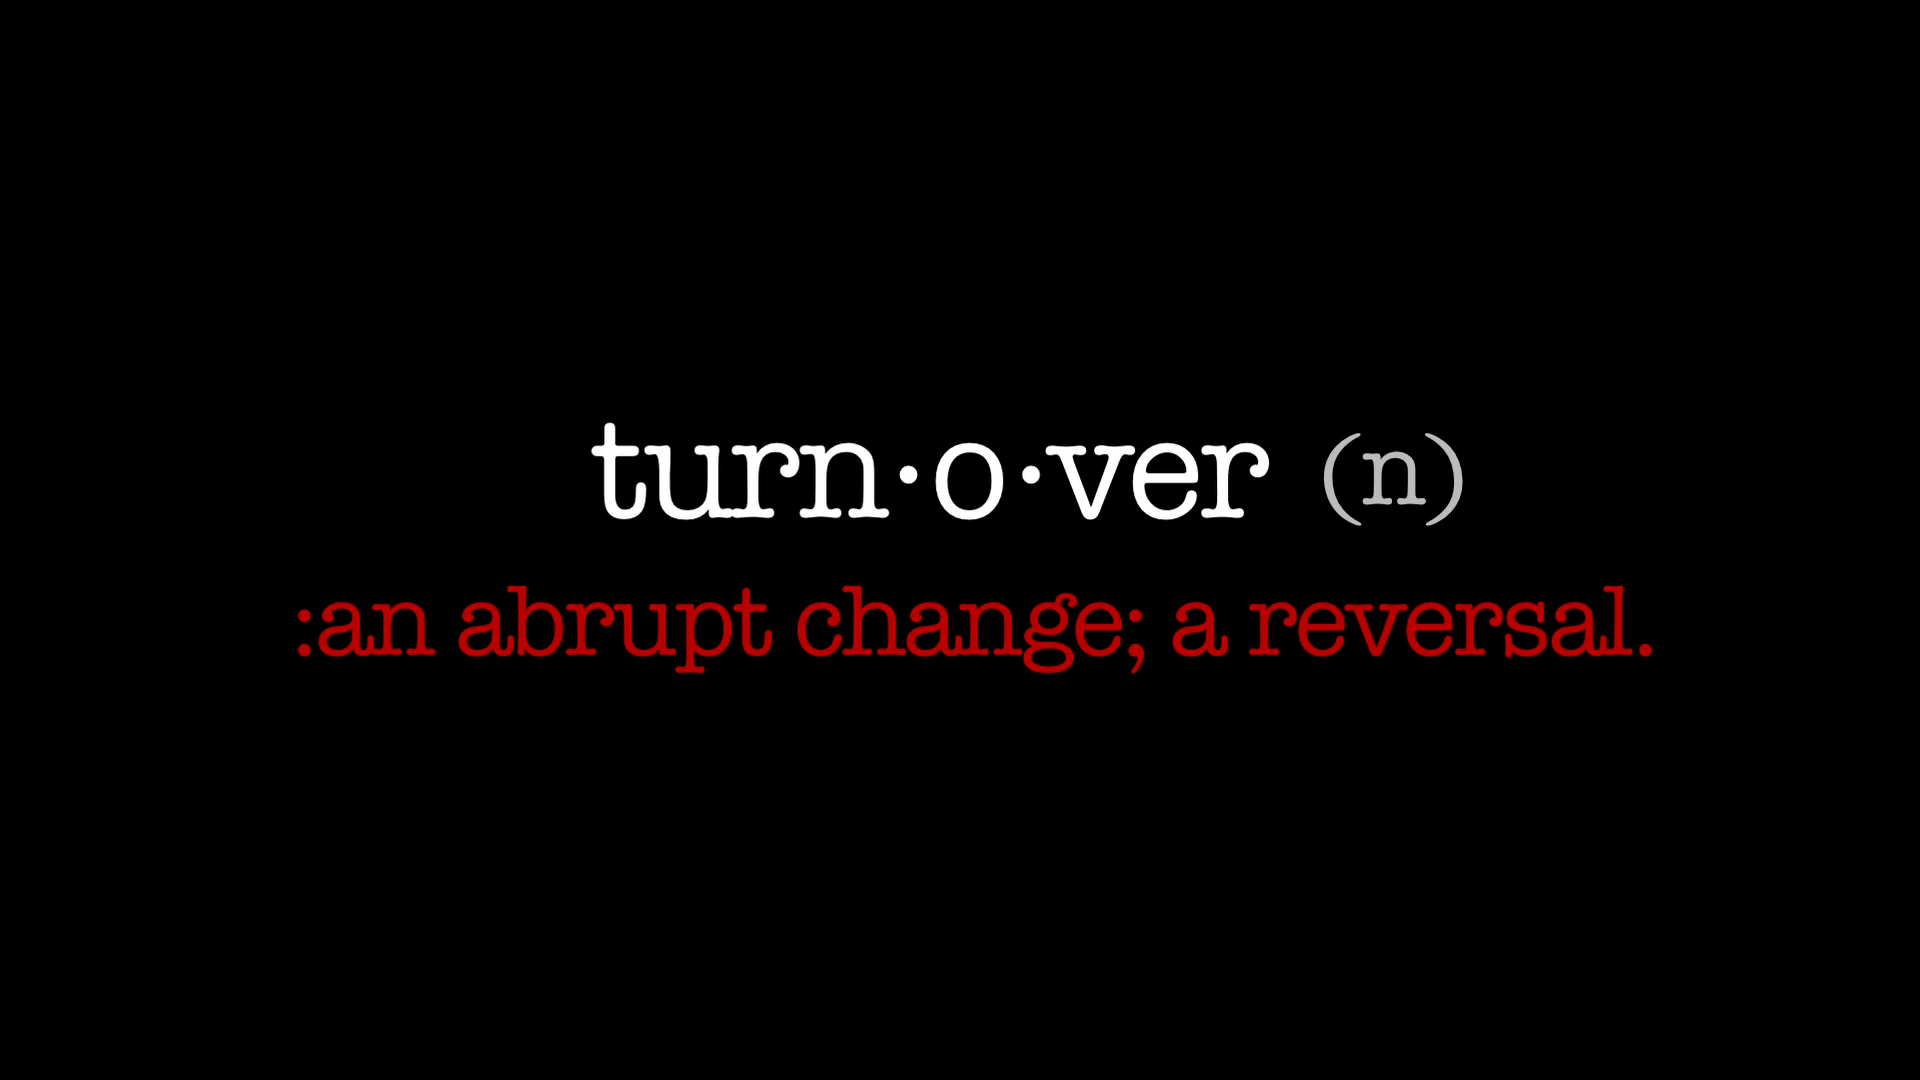 turn·o·ver (n)
:an abrupt change; a reversal.